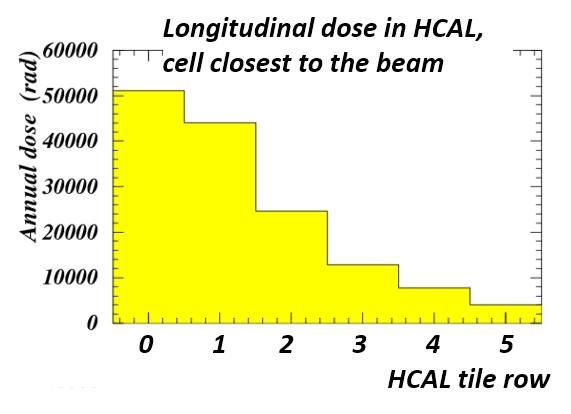 Longitudinal dose in HCAL,
cell closest to the beam
Annual dose (rad)
60000
50000
40000
30000
20000
10000
0
0 1 2 3 4 5
HCAL tile row